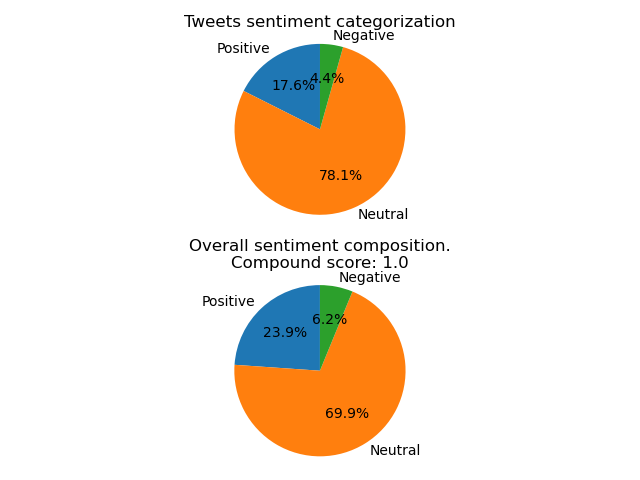 Tweets sentiment categorization
Negative
Positive
4.4%
17.6%
78.1%
Neutral
Overall sentiment composition.
Compound score: 1.0
Negative
Positive
6.2%
23.9%
69.9%
Neutral